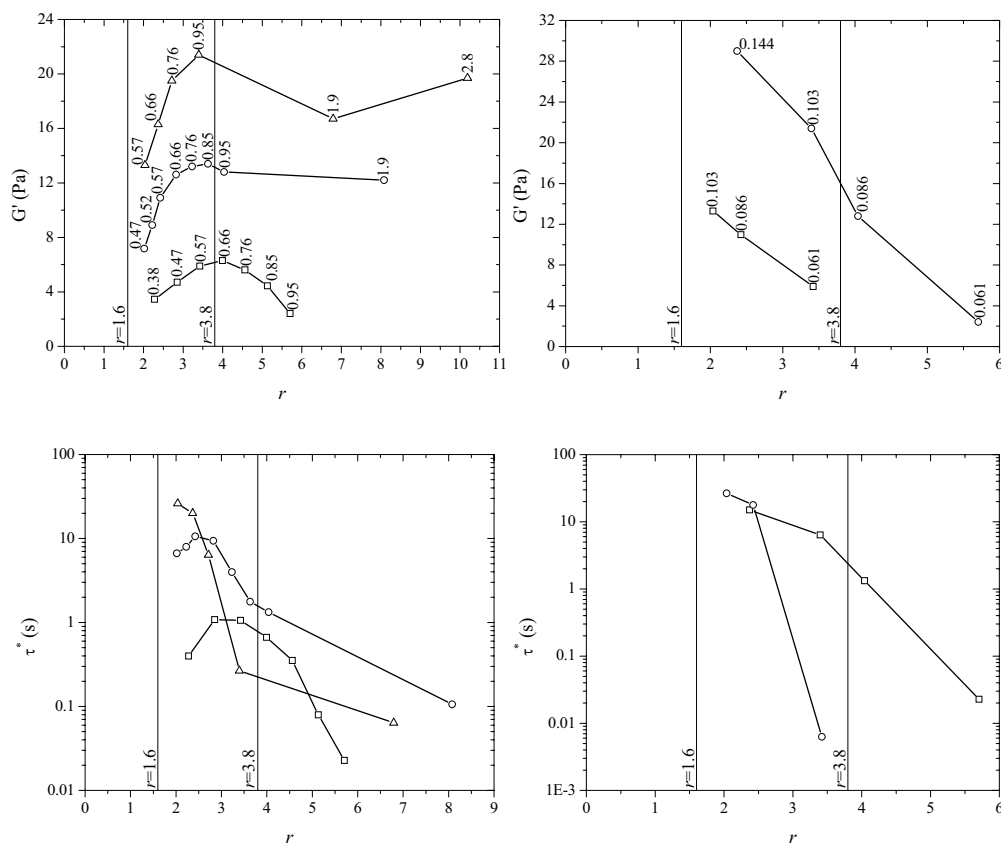 24
20
16
12
8
4
0
G' (Pa)
0.57
0.66
0.76
0.95
1.9
2.8
0.47
0.52
0.57
0.66
0.76
0.85
0.95
1.9
0.38
0.47
0.57
0.66
0.76
0.85
0.95
r=1.6
r=3.8
0 1 2 3 4 5 6 7 8 9 10 11
r
32
28
24
20
16
12
8
4
0
G' (Pa)
0.144
0.103
0.086
0.061
0.103
0.086
0.061
r=1.6
r=3.8
0 1 2 3 4 5 6
r
100
10
1
0.1
0.01
τ* (s)
r=1.6
r=3.8
0 1 2 3 4 5 6 7 8 9
r
100
10
1
0.1
0.01
1E-3
τ* (s)
r=1.6
r=3.8
0 1 2 3 4 5 6
r